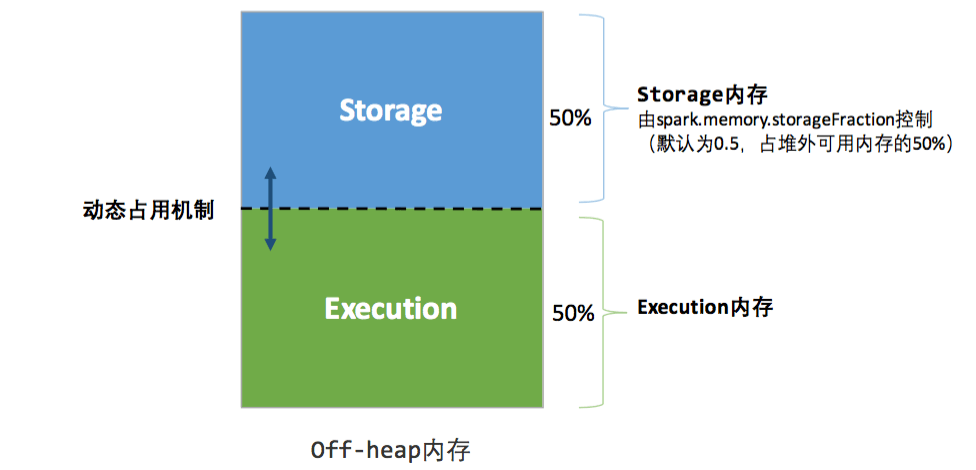 Storage
50%
Storage内存
由spark.memory.storageFraction控制
（默认为0.5，占堆外可用内存的50%）
动态占用机制
Execution
50%
Execution内存
Off-heap内存